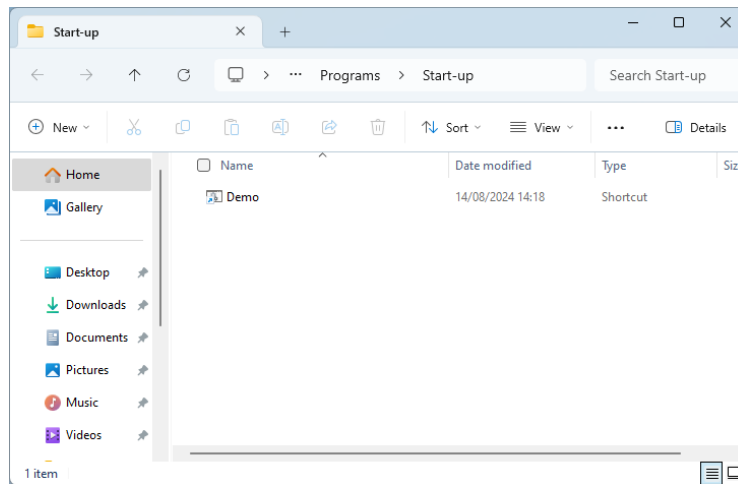 Start-up
Programs
Start-up
Search Start-up
New
Sort
View
Details
Name
Date modified
Type
Siz
Demo
14/08/2024 14:18
Shortcut
Home
Gallery
Desktop
Downloads
Documents
Pictures
Music
Videos
1 item